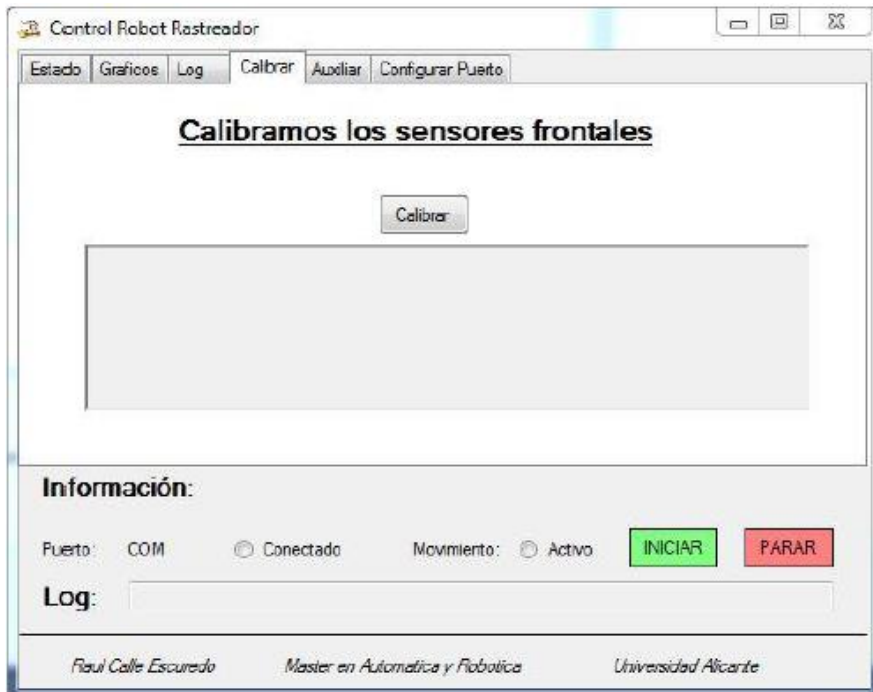 Control Robot Rastreador
Estado Graficos Log Calibrar Auxiliar Configurar Puerto
Calibramos los sensores frontales
Calibrar
Información:
Puerto: COM Conectado Movimiento: Activo INICIAR PARAR
Log:
Raul Calle Escuredo Master en Automatica y Robotica Universidad Alicante